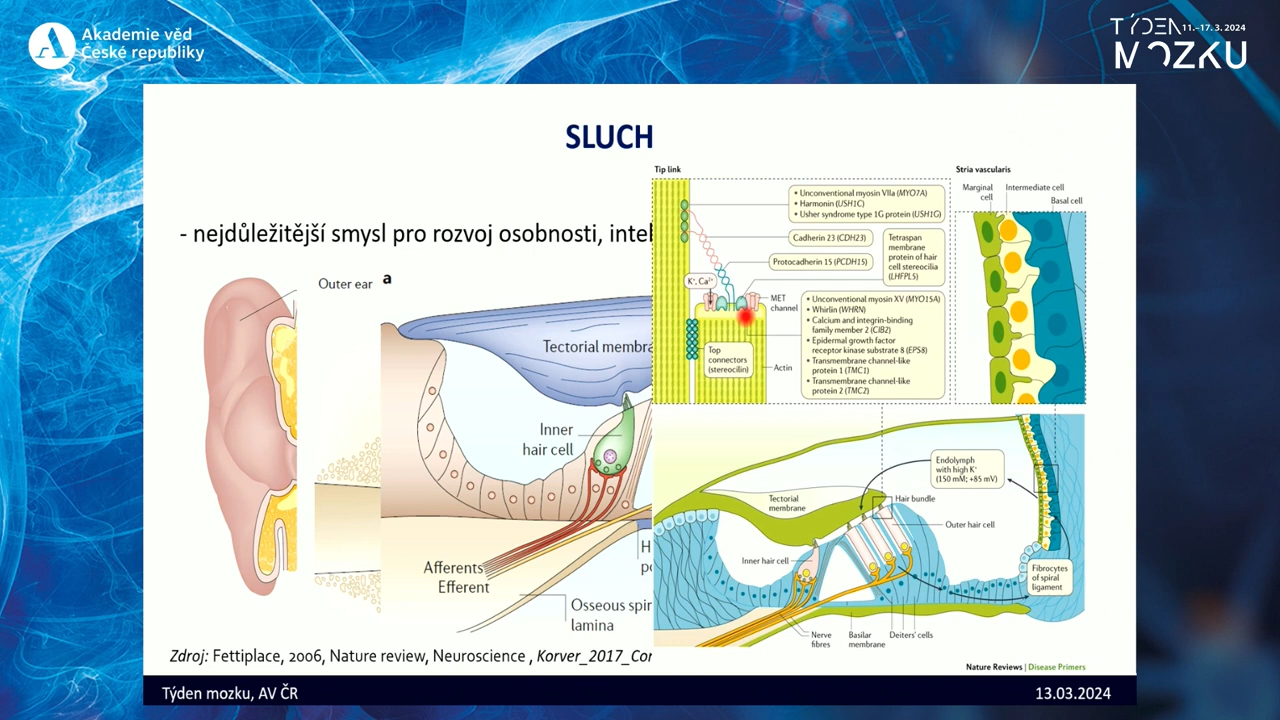 Akademie věd
České republiky
TÝDEN 11.–17. 3. 2024
MOZKU
SLUCH
- nejdůležitější smysl pro rozvoj osobnosti,
Outer ear
a
Tectorial
Inner
hair cell
Afferents
Efferent
Osseous
lamina
Tip link
• Unconventional myosin VIIa (MYO7A)
• Harmonin (USH1C)
• Usher syndrome type 1G protein (USH1G)
Cadherin 23 (CDH23)
Protocadherin 15 (PCDH15)
Tetraspan
membrane
protein of hair
cell stereocilia
(LHFPL5)
K⁺, Ca²⁺
MET
channel
• Unconventional myosin XV (MYO15A)
• Whirlin (WHRN)
• Calcium and integrin-binding
family member 2 (CIB2)
• Epidermal growth factor
receptor kinase substrate 8 (EPS8)
• Transmembrane channel-like
protein 1 (TMC1)
• Transmembrane channel-like
protein 2 (TMC2)
Top
connectors
(stereocilin)
Actin
Stria vascularis
Marginal
cell
Intermediate cell
Basal cell
Endolymph
with high K⁺
(150 mM; +85 mV)
Tectorial
membrane
Hair bundle
Outer hair cell
Inner hair cell
Fibrocytes
of spiral
ligament
Nerve
fibres
Basilar
membrane
Deiters' cells
Nature Reviews | Disease Primers
Zdroj: Fettiplace, 2006, Nature review, Neuroscience , Korver_2017_
Týden mozku, AV ČR
13.03.2024